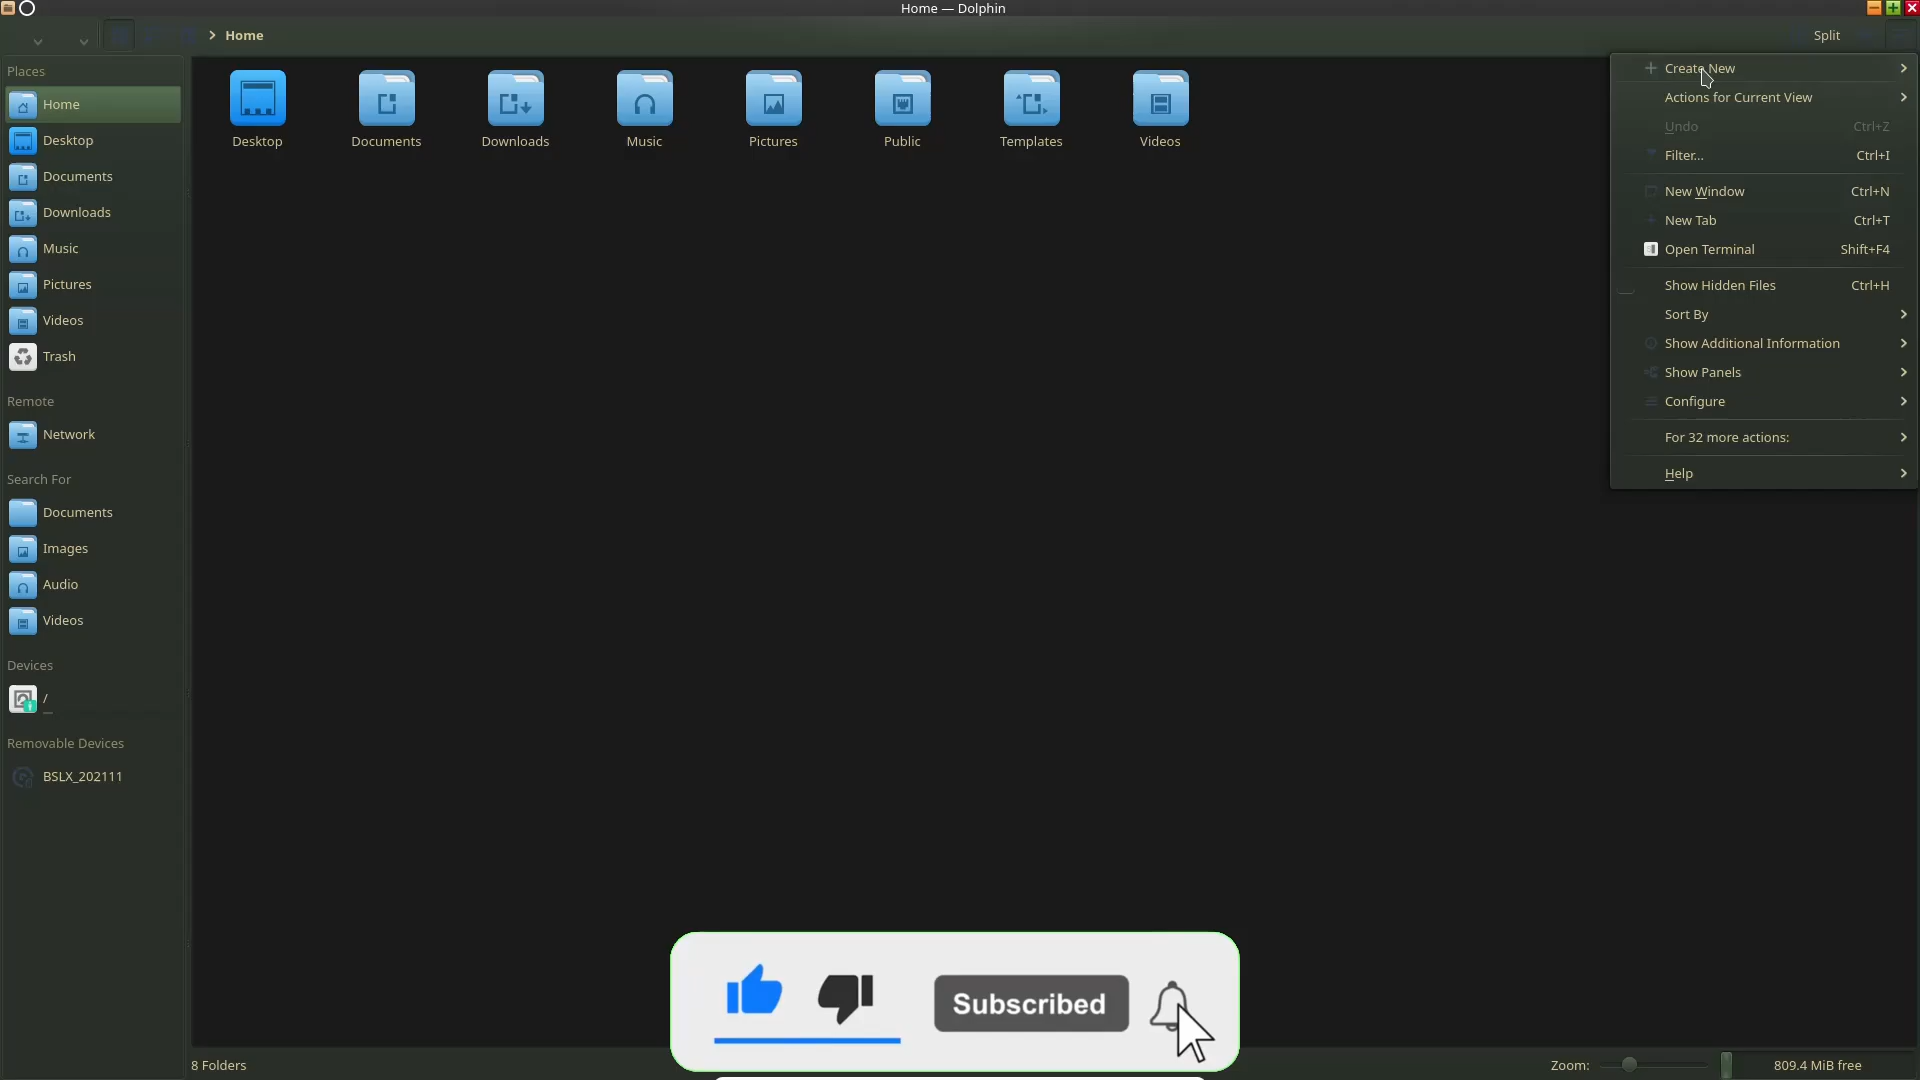 Home — Dolphin
Home
Split
Places
Home
Desktop
Documents
Downloads
Music
Pictures
Videos
Trash
Remote
Network
Search For
Documents
Images
Audio
Videos
Devices
/
Removable Devices
BSLX_202111
Desktop
Documents
Downloads
Music
Pictures
Public
Templates
Videos
Create New
Actions for Current View
Undo Ctrl+Z
Filter... Ctrl+I
New Window Ctrl+N
New Tab Ctrl+T
Open Terminal Shift+F4
Show Hidden Files Ctrl+H
Sort By
Show Additional Information
Show Panels
Configure
For 32 more actions:
Help
Subscribed
8 Folders
Zoom:
809.4 MiB free